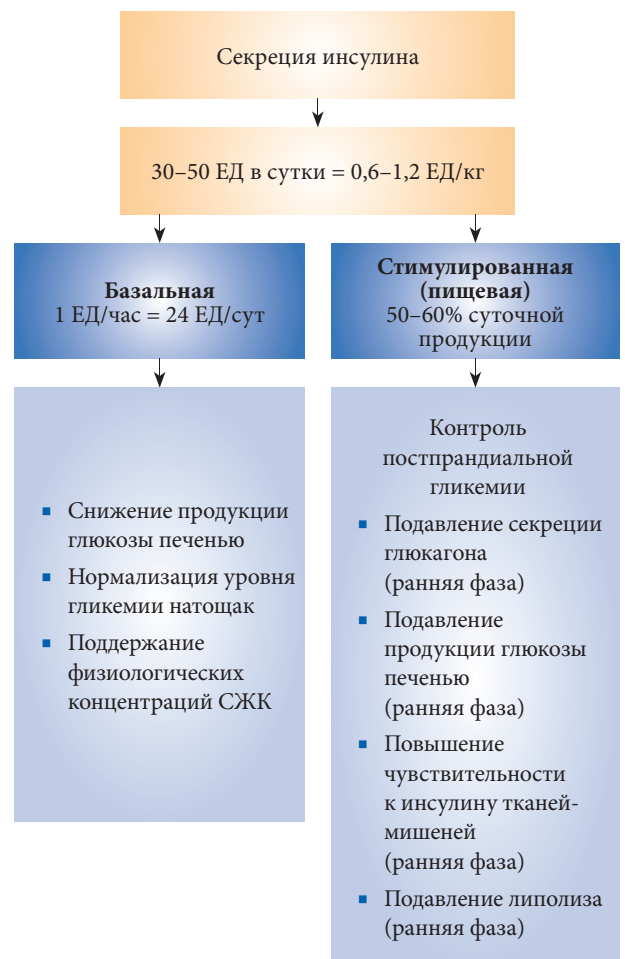 Секреция инсулина
30–50 ЕД в сутки = 0,6–1,2 ЕД/кг
Базальная
1 ЕД/час = 24 ЕД/сут
Стимулированная
(пищевая)
50–60% суточной
продукции
▪ Снижение продукции
глюкозы печенью
▪ Нормализация уровня
гликемии натощак
▪ Поддержание
физиологических
концентраций СЖК
Контроль
постпрандиальной
гликемии
▪ Подавление секреции
глюкагона
(ранняя фаза)
▪ Подавление
продукции глюкозы
печенью
(ранняя фаза)
▪ Повышение
чувствительности
к инсулину тканей-
мишеней
(ранняя фаза)
▪ Подавление липолиза
(ранняя фаза)